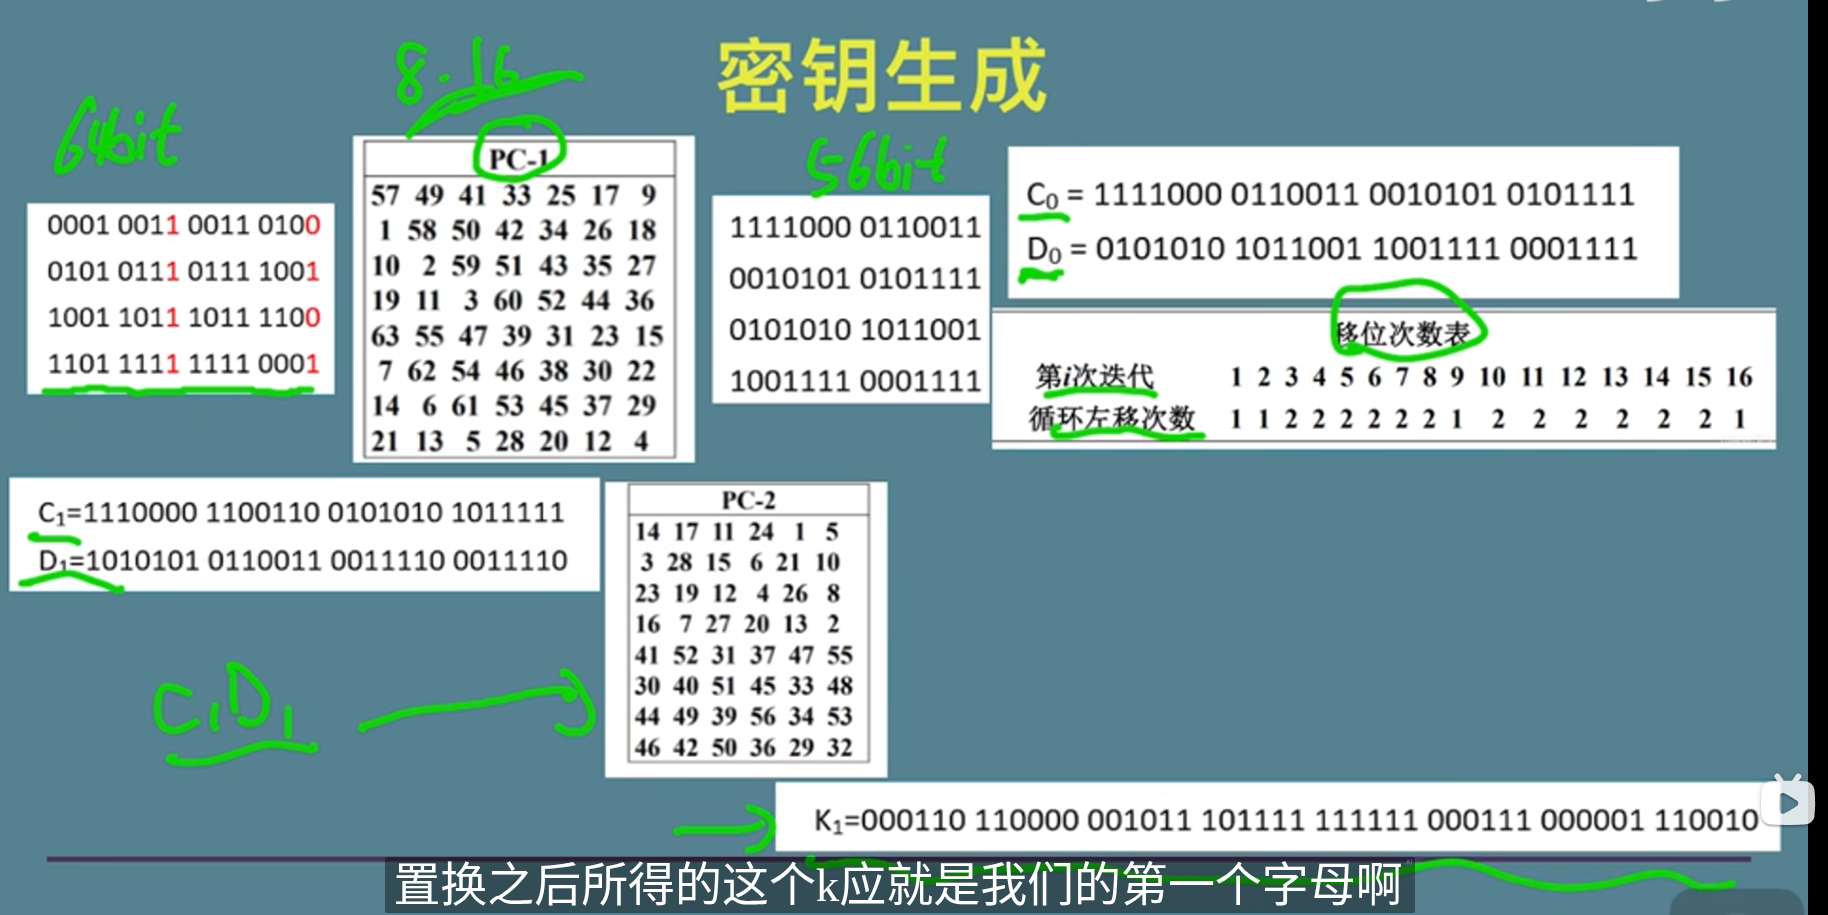 密钥生成
8.16
64bit
56bit
0001 0011 0011 0100
0101 0111 0111 1001
1001 1011 1011 1100
1101 1111 1111 0001
PC-1
57 49 41 33 25 17 9
1 58 50 42 34 26 18
10 2 59 51 43 35 27
19 11 3 60 52 44 36
63 55 47 39 31 23 15
7 62 54 46 38 30 22
14 6 61 53 45 37 29
21 13 5 28 20 12 4
1111000 0110011
0010101 0101111
0101010 1011001
1001111 0001111
C₀ = 1111000 0110011 0010101 0101111
D₀ = 0101010 1011001 1001111 0001111
移位次数表
第i次迭代 1 2 3 4 5 6 7 8 9 10 11 12 13 14 15 16
循环左移次数 1 1 2 2 2 2 2 2 1 2 2 2 2 2 2 1
C₁=1110000 1100110 0101010 1011111
D₁=1010101 0110011 0011110 0011110
PC-2
14 17 11 24 1 5
3 28 15 6 21 10
23 19 12 4 26 8
16 7 27 20 13 2
41 52 31 37 47 55
30 40 51 45 33 48
44 49 39 56 34 53
46 42 50 36 29 32
C₁D₁
K₁=000110 110000 001011 101111 111111 000111 000001 110010
置换之后所得的这个k应就是我们的第一个字母啊